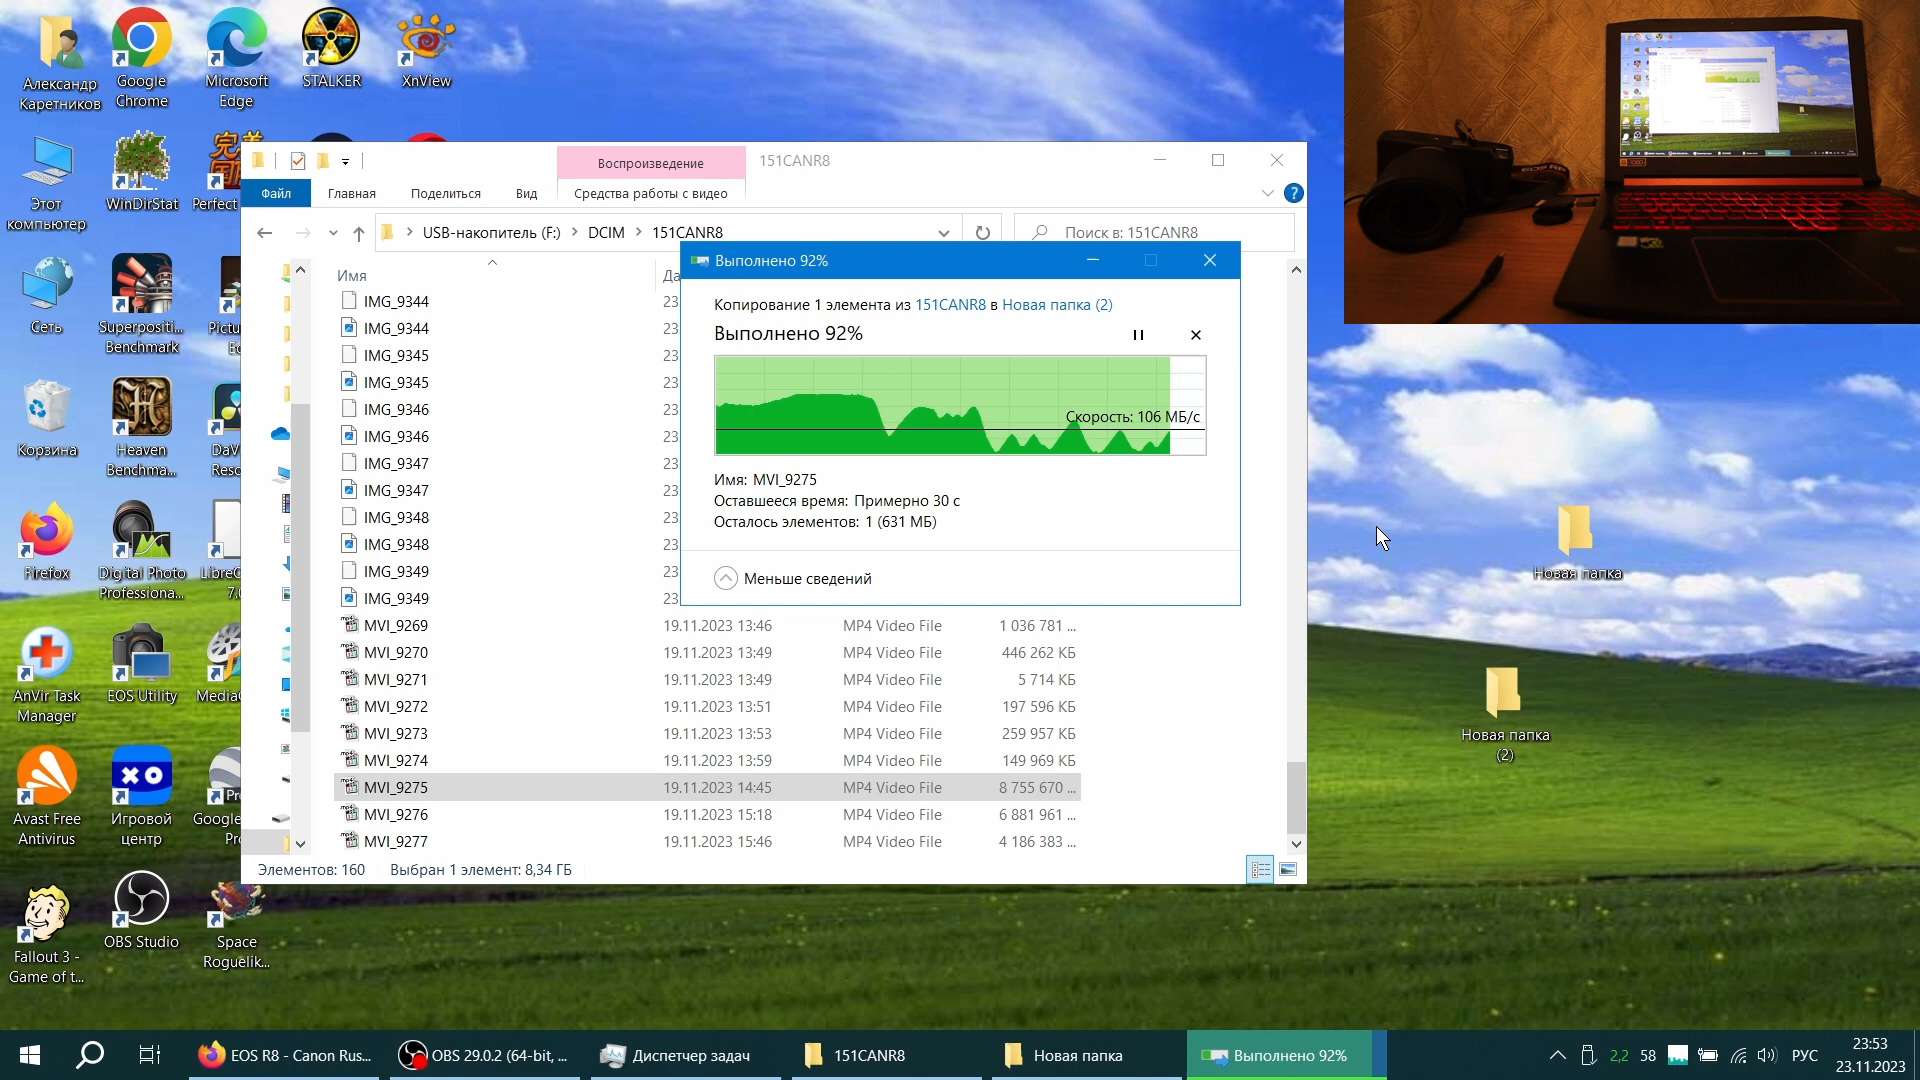 Александр
Каретников
Google
Chrome
Microsoft
Edge
STALKER
XnView
Этот
компьютер
WinDirStat
Perfect
Сеть
Superpositi...
Benchmark
Корзина
Heaven
Benchma...
Firefox
Digital Photo
Professiona...
AnVir Task
Manager
EOS Utility
Avast Free
Antivirus
Игровой
центр
Fallout 3 -
Game of t...
OBS Studio
Space
Roguelik...
Воспроизведение
151CANR8
Файл
Главная
Поделиться
Вид
Средства работы с видео
USB-накопитель (F:)
DCIM
151CANR8
Поиск в: 151CANR8
Имя
IMG_9344
IMG_9344
IMG_9345
IMG_9345
IMG_9346
IMG_9346
IMG_9347
IMG_9347
IMG_9348
IMG_9348
IMG_9349
IMG_9349
MVI_9269 19.11.2023 13:46 MP4 Video File 1 036 781 ...
MVI_9270 19.11.2023 13:49 MP4 Video File 446 262 КБ
MVI_9271 19.11.2023 13:49 MP4 Video File 5 714 КБ
MVI_9272 19.11.2023 13:51 MP4 Video File 197 596 КБ
MVI_9273 19.11.2023 13:53 MP4 Video File 259 957 КБ
MVI_9274 19.11.2023 13:59 MP4 Video File 149 969 КБ
MVI_9275 19.11.2023 14:45 MP4 Video File 8 755 670 ...
MVI_9276 19.11.2023 15:18 MP4 Video File 6 881 961 ...
MVI_9277 19.11.2023 15:46 MP4 Video File 4 186 383 ...
Элементов: 160
Выбран 1 элемент: 8,34 ГБ
Выполнено 92%
Копирование 1 элемента из 151CANR8 в Новая папка (2)
Выполнено 92%
Скорость: 106 МБ/с
Имя: MVI_9275
Оставшееся время: Примерно 30 с
Осталось элементов: 1 (631 МБ)
Меньше сведений
Новая папка
Новая папка
(2)
EOS R8 - Canon Rus...
OBS 29.0.2 (64-bit, ...
Диспетчер задач
151CANR8
Новая папка
Выполнено 92%
2,2
58
РУС
23:53
23.11.2023